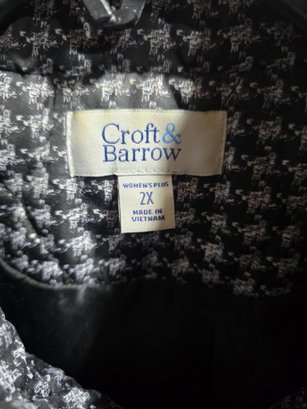 Croft&
Barrow
WOMEN'S PLUS
2X
MADE IN
VIETNAM